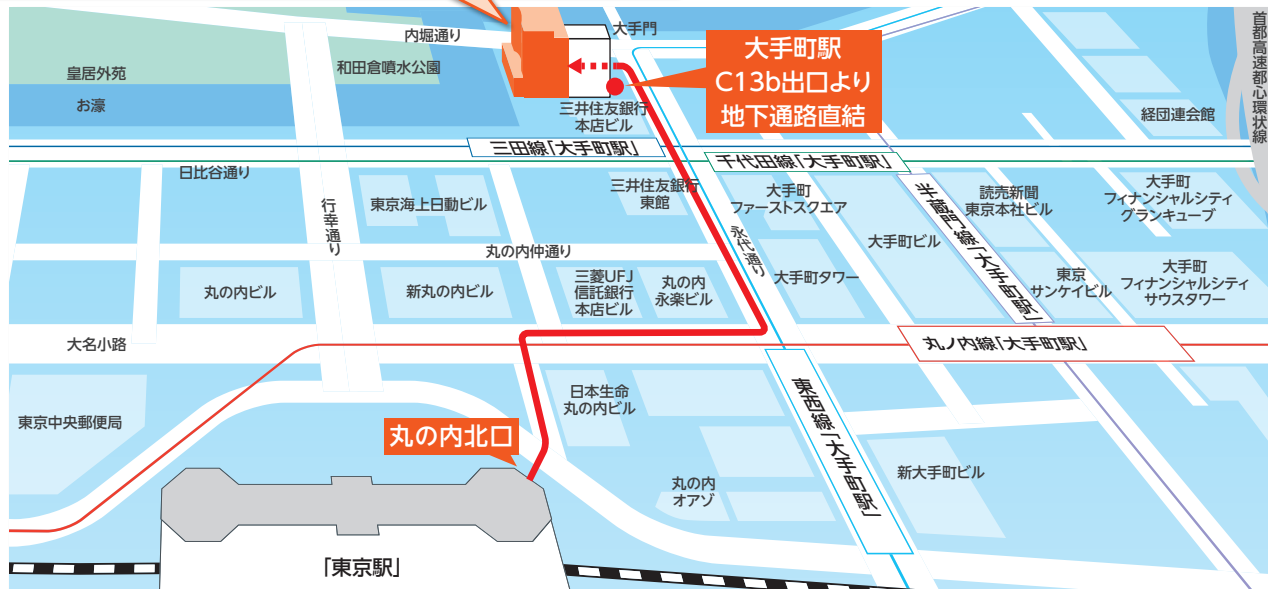 内堀通り
大手門
首都高速都心環状線
皇居外苑
和田倉噴水公園
お濠
大手町駅
C13b出口より
地下通路直結
三井住友銀行
本店ビル
経団連会館
三田線「大手町駅」
千代田線「大手町駅」
日比谷通り
行幸通り
東京海上日動ビル
三井住友銀行
東館
大手町
ファーストスクエア
半蔵門線「大手町駅」
読売新聞
東京本社ビル
大手町
フィナンシャルシティ
グランキューブ
丸の内仲通り
永代通り
大手町ビル
丸の内ビル
新丸の内ビル
三菱UFJ
信託銀行
本店ビル
丸の内
永楽ビル
大手町タワー
東京
サンケイビル
大手町
フィナンシャルシティ
サウスタワー
大名小路
丸ノ内線「大手町駅」
東京中央郵便局
丸の内北口
日本生命
丸の内ビル
東西線「大手町駅」
丸の内
オアゾ
新大手町ビル
「東京駅」